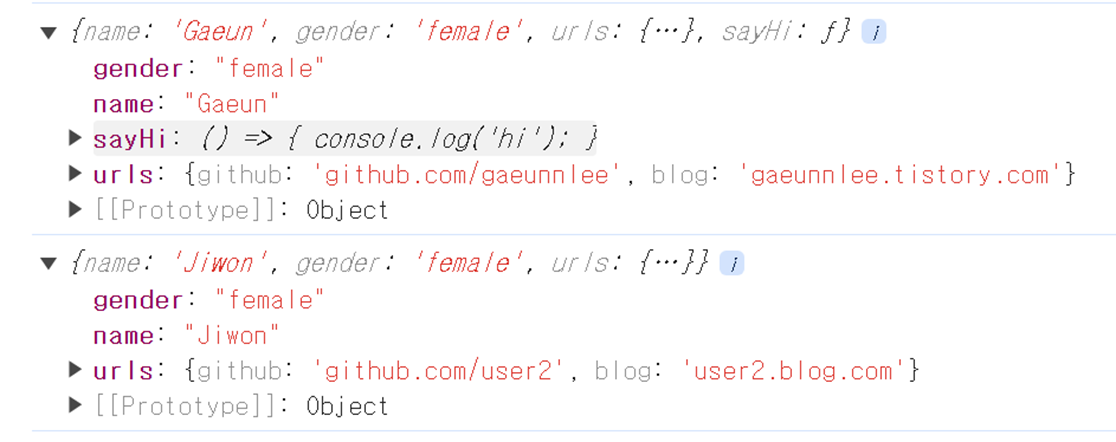 ▼ {name: 'Gaeun', gender: 'female', urls: {…}, sayHi: ƒ} i
gender: "female"
name: "Gaeun"
▶ sayHi: () => { console.log('hi'); }
▶ urls: {github: 'github.com/gaeunnlee', blog: 'gaeunnlee.tistory.com'}
▶ [[Prototype]]: Object
▼ {name: 'Jiwon', gender: 'female', urls: {…}} i
gender: "female"
name: "Jiwon"
▶ urls: {github: 'github.com/user2', blog: 'user2.blog.com'}
▶ [[Prototype]]: Object